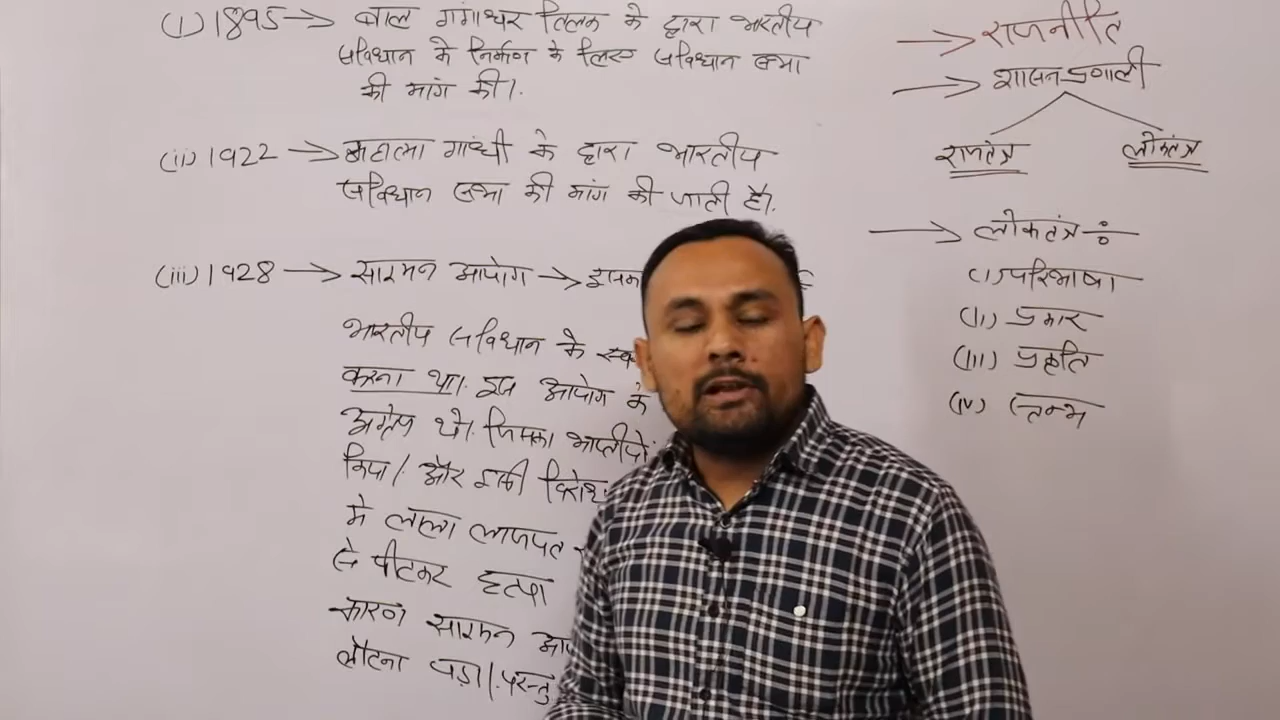 (i) 1895 → बाल गंगाधर तिलक के द्वारा भारतीय
संविधान के निर्माण के लिए संविधान सभा
की मांग की।
(ii) 1922 → महात्मा गांधी के द्वारा भारतीय
संविधान सभा की मांग की जाती है।
(iii) 1928 → साइमन आयोग → इसका
भारतीय संविधान के
करना था। इस आयोग के
अंग्रेज थे। जिसका भारतीयों
किया। और इसी विरोध
में लाला लाजपत
से पीटकर हत्या
कारण साइमन
लौटना पड़ा। परन्तु
→ राजनीति
→ शासन प्रणाली
राजतंत्र लोकतंत्र
→ लोकतंत्र ÷
(i) परिभाषा
(ii) प्रकार
(iii) प्रकृति
(iv) स्तम्भ